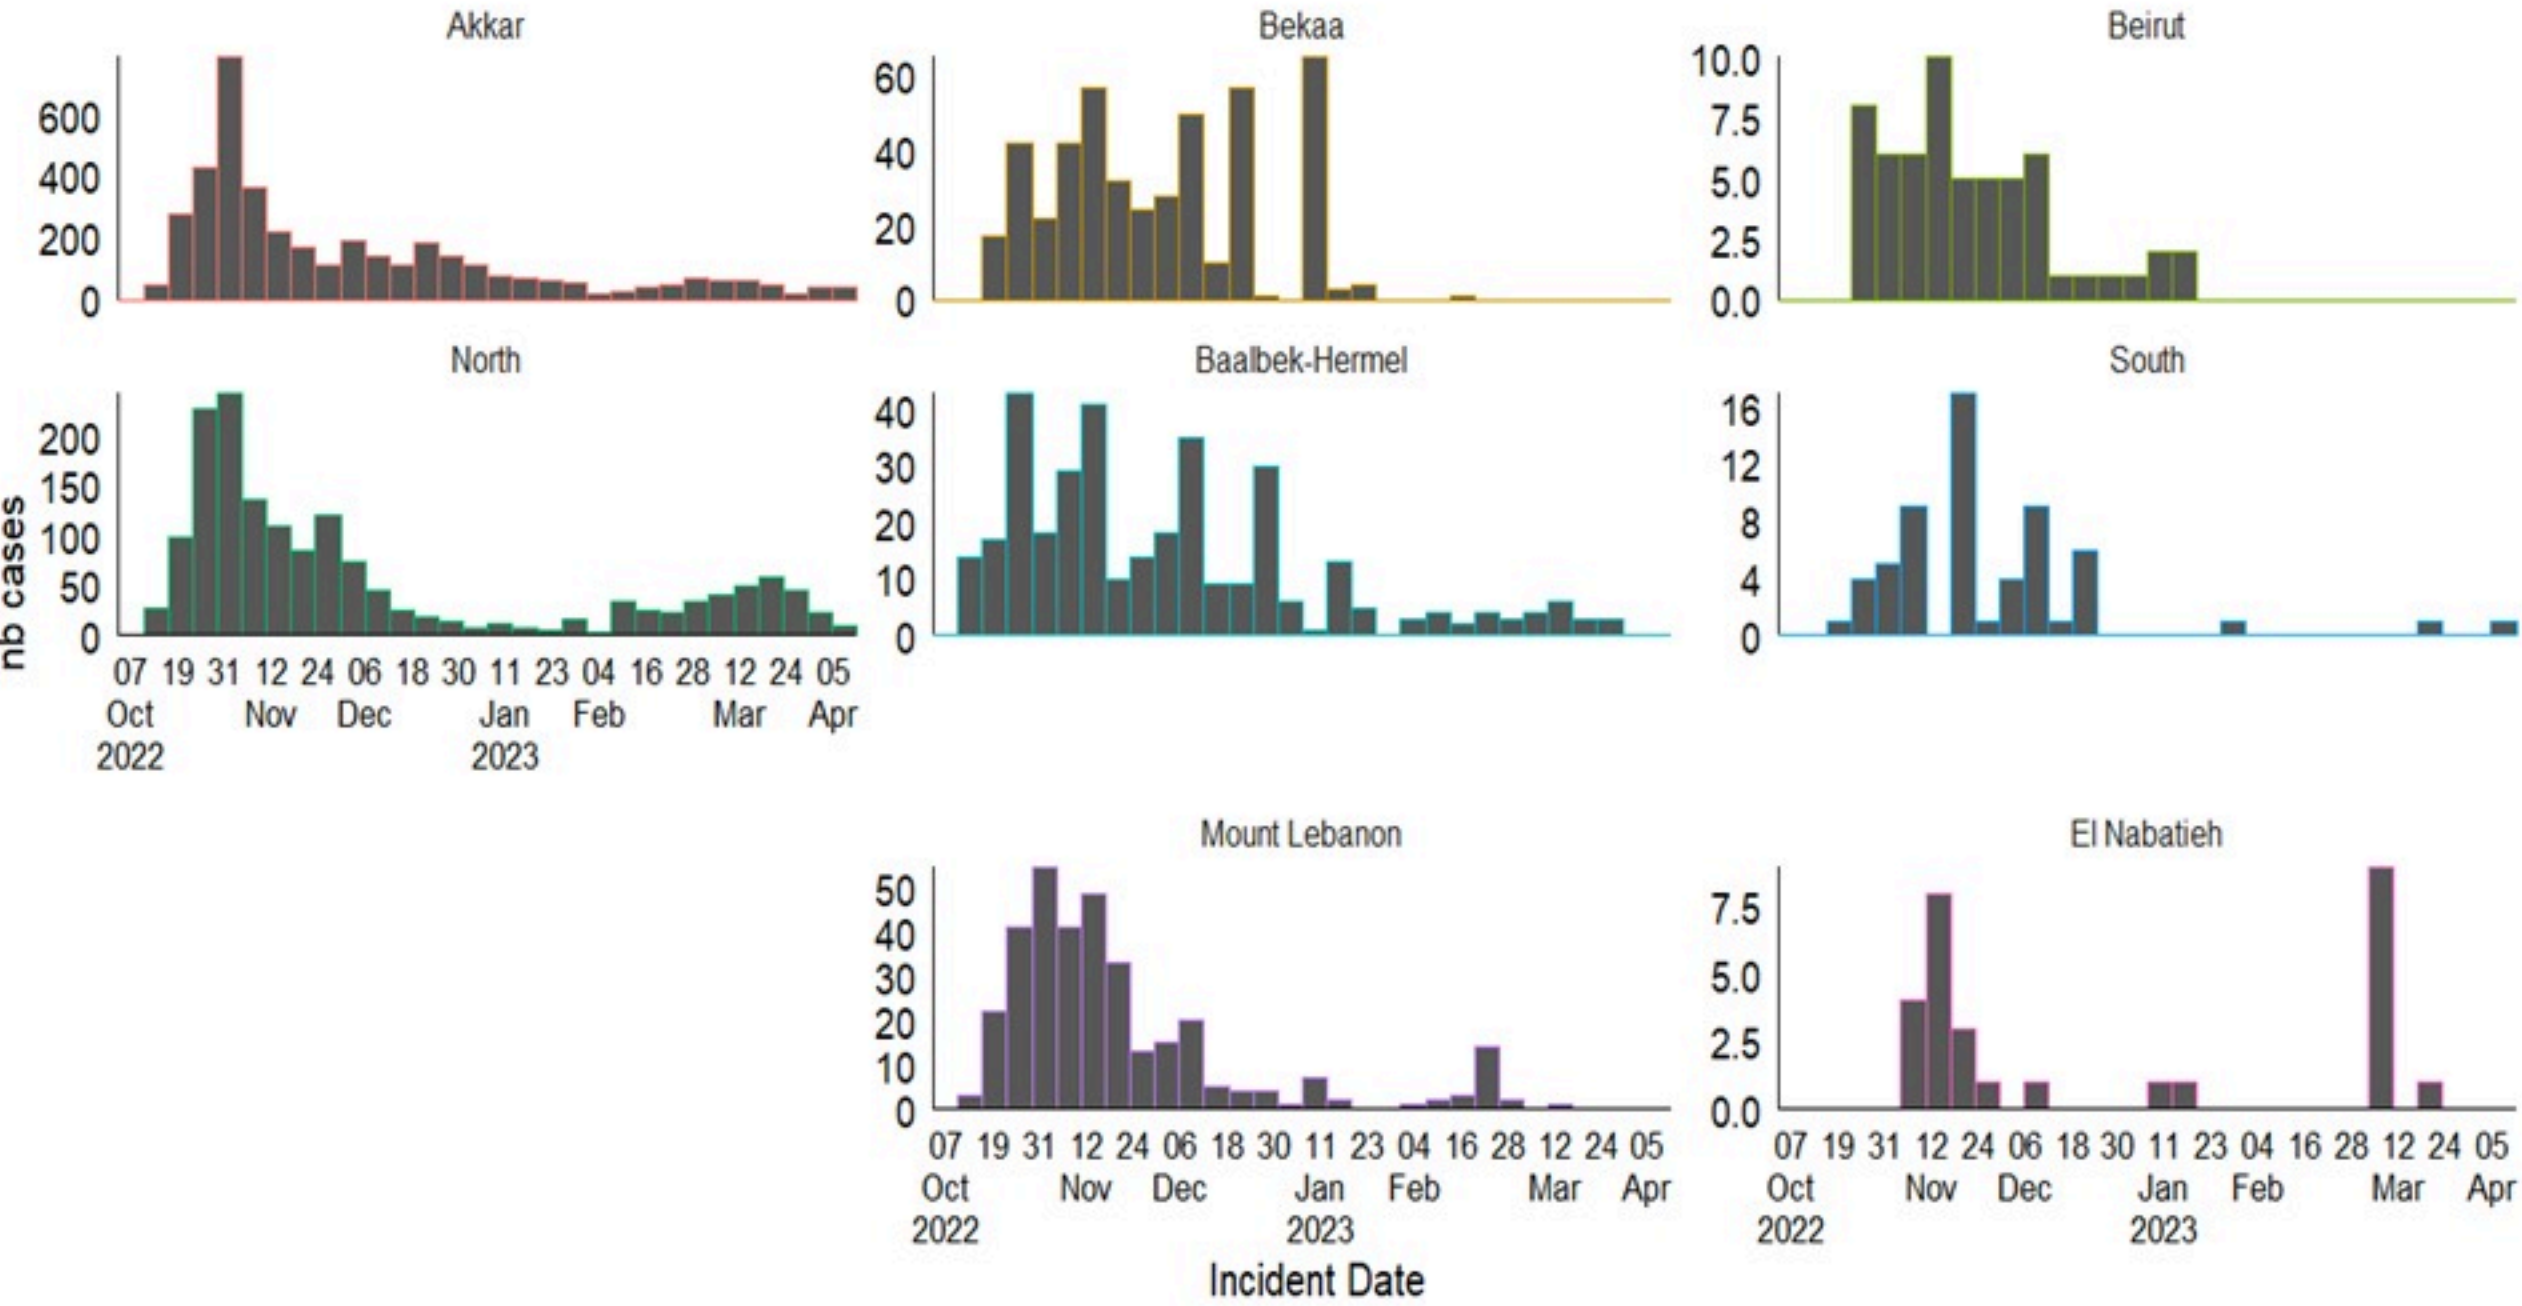 Akkar
Bekaa
Beirut
600
400
200
0
60
40
20
0
10.0
7.5
5.0
2.5
0.0
North
Baalbek-Hermel
South
nb cases
200
150
100
50
0
40
30
20
10
0
16
12
8
4
0
07 19 31 12 24 06 18 30 11 23 04 16 28 12 24 05
Oct Nov Dec Jan Feb Mar Apr
2022 2023
Mount Lebanon
El Nabatieh
50
40
30
20
10
0
7.5
5.0
2.5
0.0
07 19 31 12 24 06 18 30 11 23 04 16 28 12 24 05
Oct Nov Dec Jan Feb Mar Apr
2022 2023
07 19 31 12 24 06 18 30 11 23 04 16 28 12 24 05
Oct Nov Dec Jan Feb Mar Apr
2022 2023
Incident Date